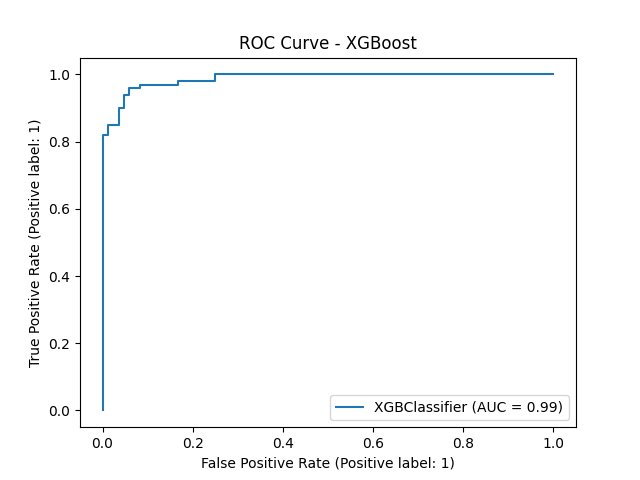 ROC Curve - XGBoost
True Positive Rate (Positive label: 1)
1.0
0.8
0.6
0.4
0.2
0.0
XGBClassifier (AUC = 0.99)
0.0 0.2 0.4 0.6 0.8 1.0
False Positive Rate (Positive label: 1)